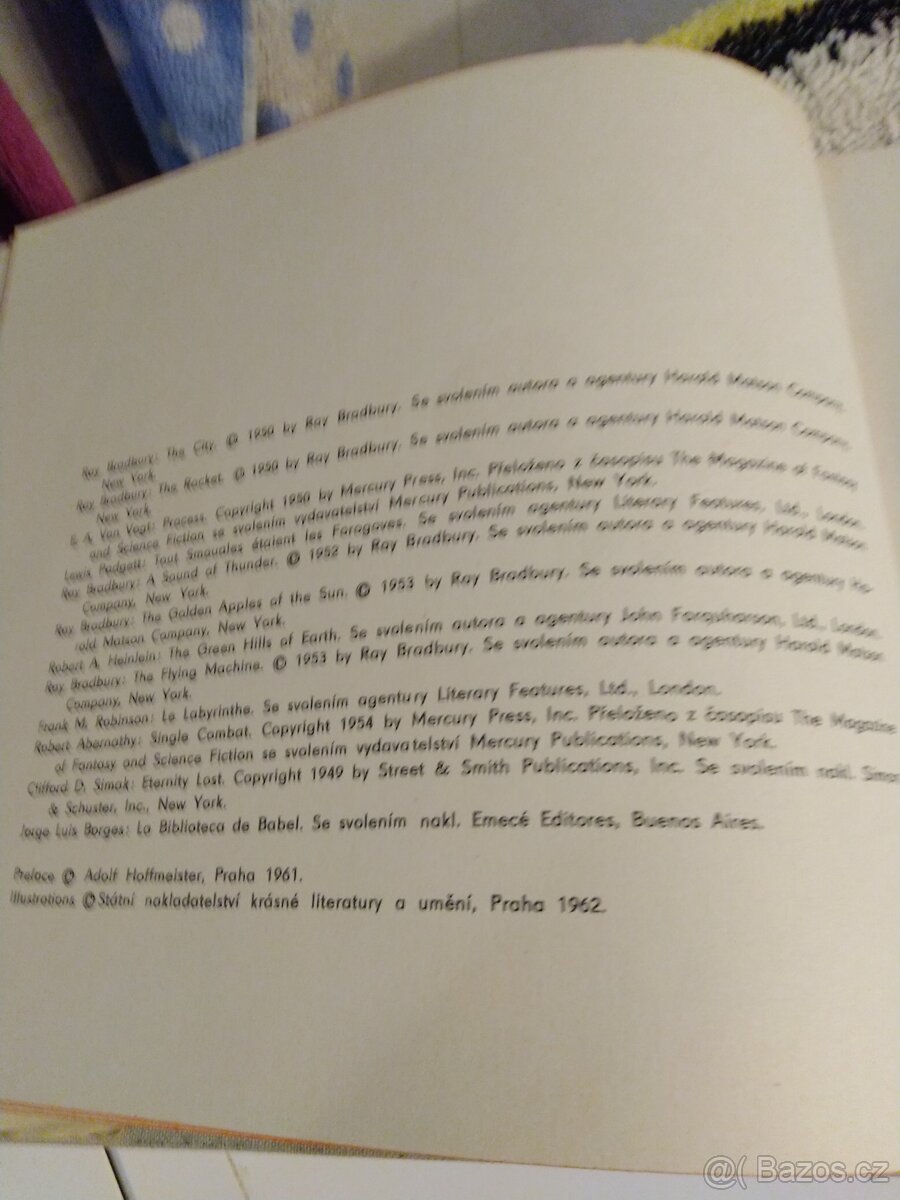 Ray Bradbury: The City. © 1950 by Ray Bradbury. Se svolením autora a agentury Harold Matson Company,
New York.
Ray Bradbury: The Rocket. © 1950 by Ray Bradbury. Se svolením autora a agentury Harold Matson Company,
New York.
E. A. Van Vogt: Process. Copyright 1950 by Mercury Press, Inc. Přeloženo z časopisu The Magazine of Fantasy
and Science Fiction se svolením vydavatelství Mercury Publications, New York.
Lewis Padgett: Tout Smouales étaient les Faragoves. Se svolením agentury Literary Features, Ltd., London.
Ray Bradbury: A Sound of Thunder. © 1952 by Ray Bradbury. Se svolením autora a agentury Harold Matson
Company, New York.
Ray Bradbury: The Golden Apples of the Sun. © 1953 by Ray Bradbury. Se svolením autora a agentury Ha-
rold Matson Company, New York.
Robert A. Heinlein: The Green Hills of Earth. Se svolením autora a agentury John Farquharson, Ltd., London.
Ray Bradbury: The Flying Machine. © 1953 by Ray Bradbury. Se svolením autora a agentury Harold Matson
Company, New York.
Frank M. Robinson: Le Labyrinthe. Se svolením agentury Literary Features, Ltd., London.
Robert Abernathy: Single Combat. Copyright 1954 by Mercury Press, Inc. Přeloženo z časopisu The Magazine
of Fantasy and Science Fiction se svolením vydavatelství Mercury Publications, New York.
Clifford D. Simak: Eternity Lost. Copyright 1949 by Street & Smith Publications, Inc. Se svolením nakl. Simon
& Schuster, Inc., New York.
Jorge Luis Borges: La Biblioteca de Babel. Se svolením nakl. Emecé Editores, Buenos Aires.
Preface © Adolf Hoffmeister, Praha 1961.
Illustrations © Státní nakladatelství krásné literatury a umění, Praha 1962.
@( Bazos.cz